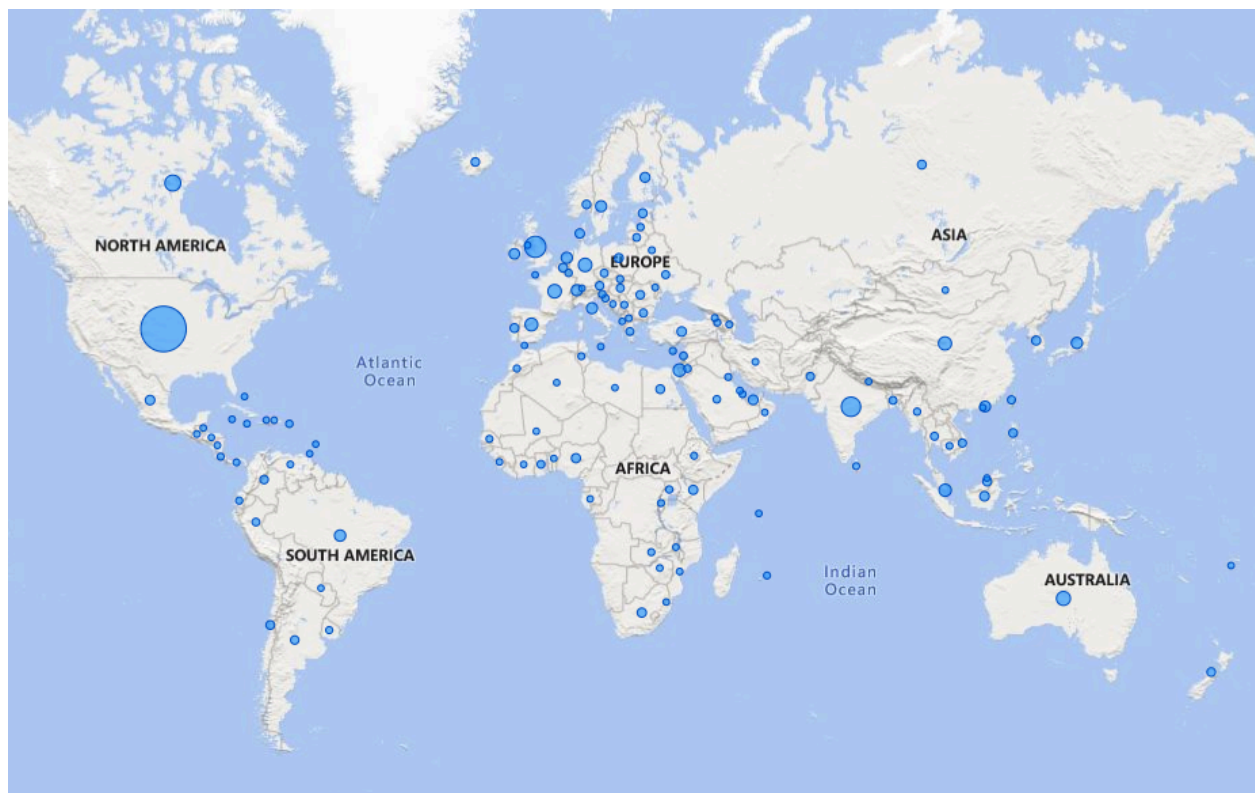 NORTH AMERICA
ASIA
EUROPE
Atlantic
Ocean
AFRICA
SOUTH AMERICA
Indian
Ocean
AUSTRALIA